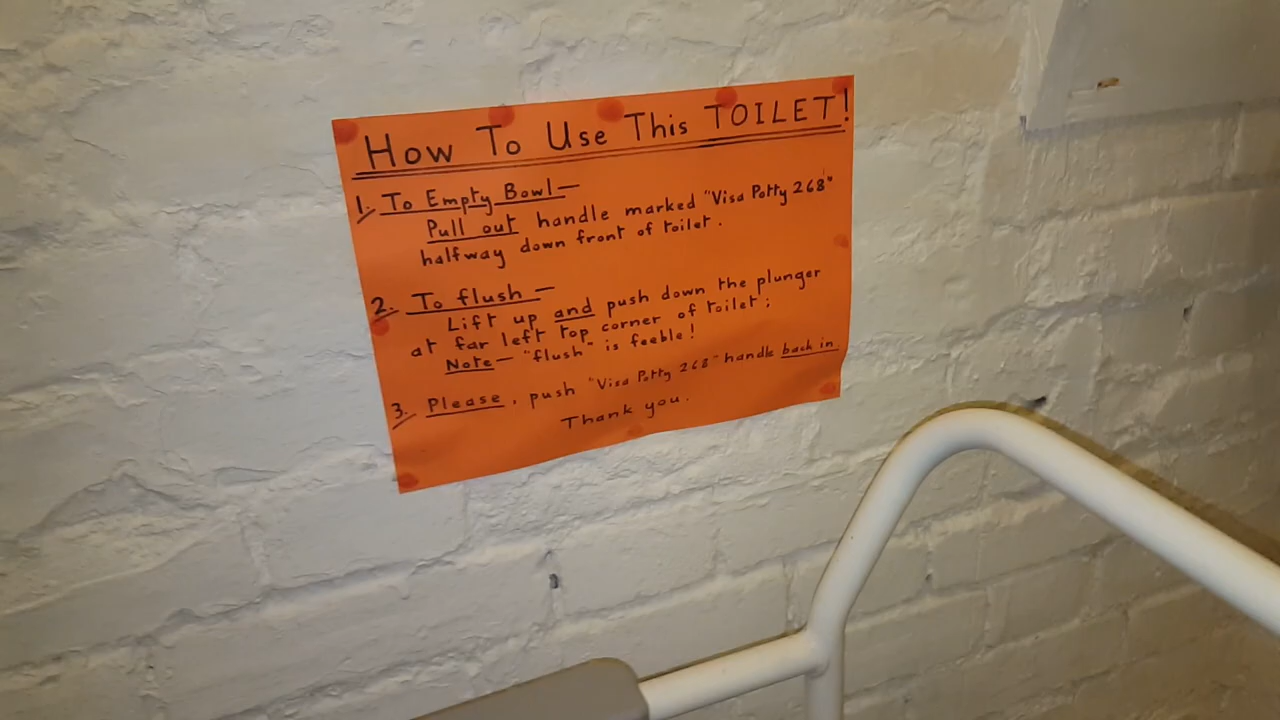 How To Use This TOILET!
1. To Empty Bowl—
Pull out handle marked "Visa Potty 268"
halfway down front of toilet.
2. To flush —
Lift up and push down the plunger
at far left top corner of toilet;
Note— "flush" is feeble!
3. Please, push "Visa Potty 268" handle back in.
Thank you.